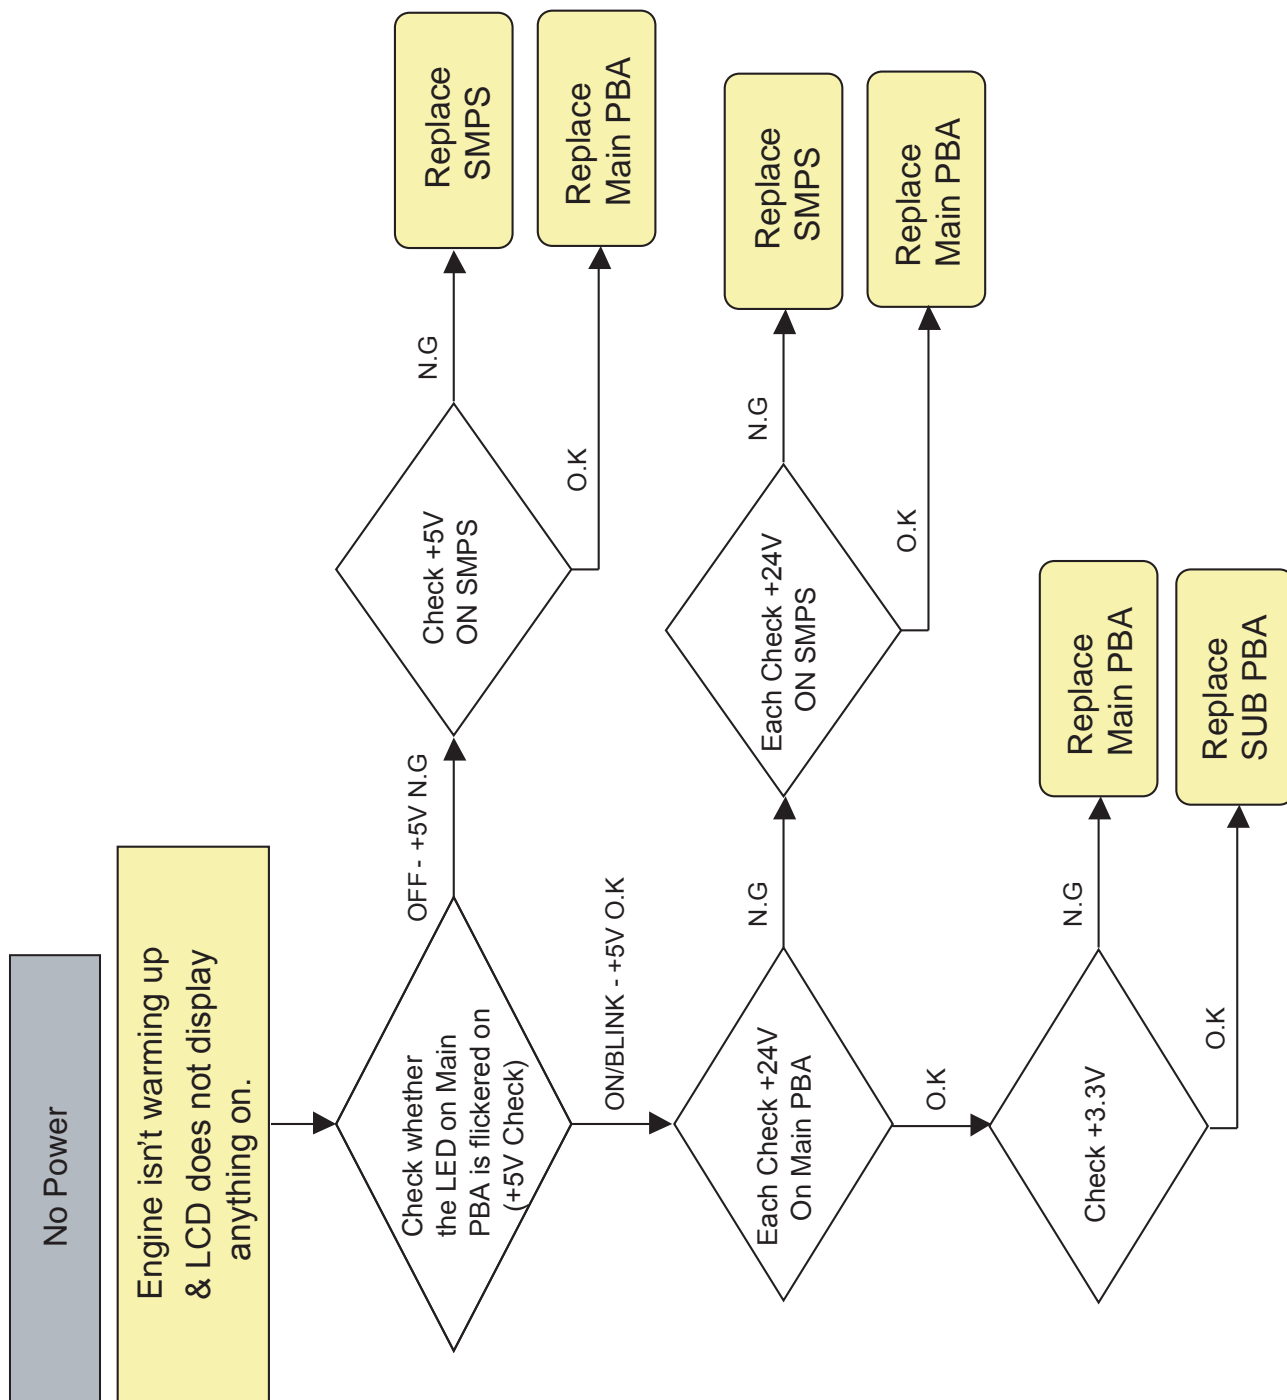 No Power
Engine isn't warming up
& LCD does not display
anything on.
Check whether
the LED on Main
PBA is flickered on
(+5V Check)
OFF - +5V N.G
Check +5V
ON SMPS
N.G
Replace
SMPS
O.K
Replace
Main PBA
ON/BLINK - +5V O.K
Each Check +24V
On Main PBA
N.G
Each Check +24V
ON SMPS
N.G
Replace
SMPS
O.K
Replace
Main PBA
O.K
Check +3.3V
N.G
Replace
Main PBA
O.K
Replace
SUB PBA